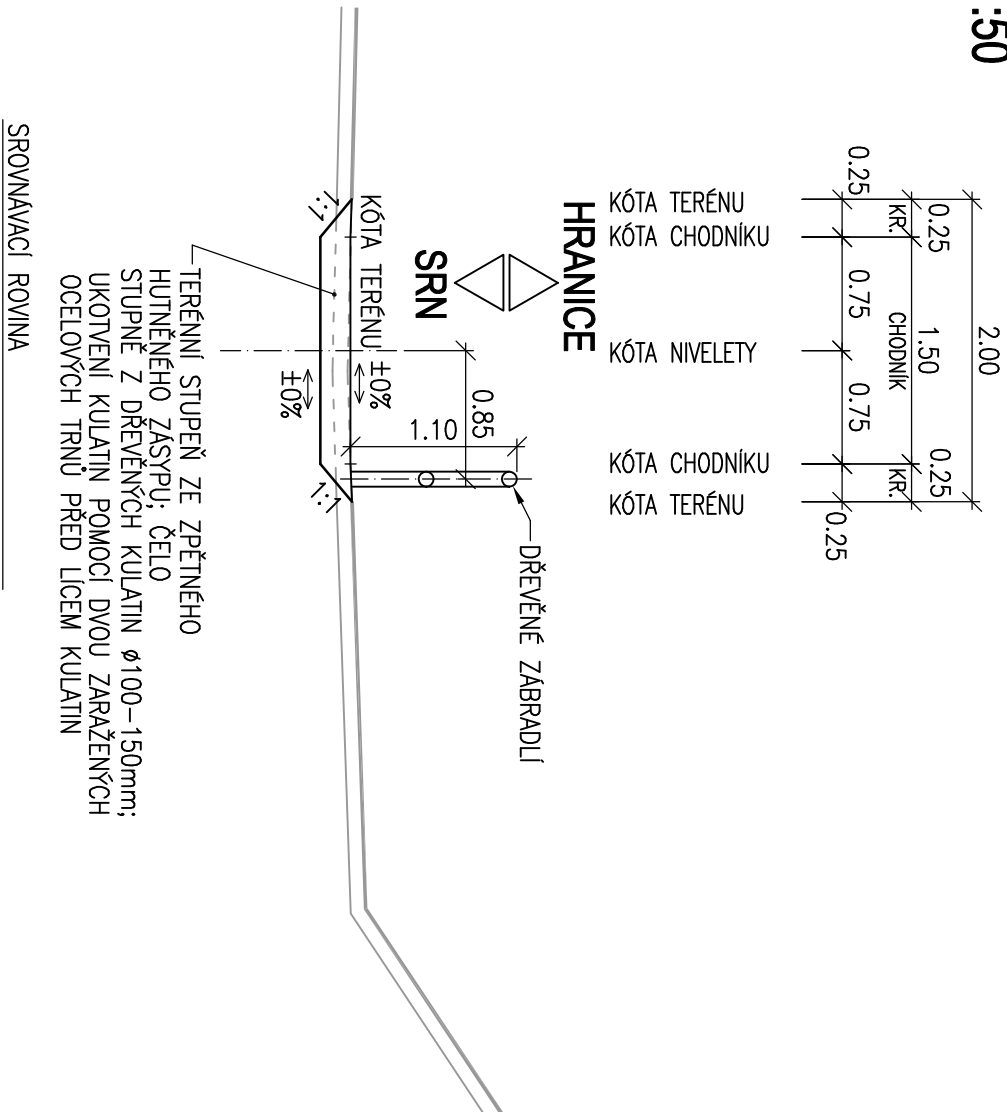 :50
2.00
0.25
1.50
0.25
KR.
CHODNÍK
KR.
0.25
0.75
0.75
0.25
KÓTA TERÉNU
KÓTA CHODNÍKU
KÓTA NIVELETY
KÓTA CHODNÍKU
KÓTA TERÉNU
HRANICE
SRN
DŘEVĚNÉ ZÁBRADLÍ
0.85
1.10
KÓTA TERÉNU
±0%
±0%
1:1
1:1
TERÉNNÍ STUPEŇ ZE ZPĚTNÉHO
HUTNĚNÉHO ZÁSYPU; ČELO
STUPNĚ Z DŘEVĚNÝCH KULATIN ø100-150mm;
UKOTVENÍ KULATIN POMOCÍ DVOU ZARAŽENÝCH
OCELOVÝCH TRNŮ PŘED LÍCEM KULATIN
SROVNÁVACÍ ROVINA